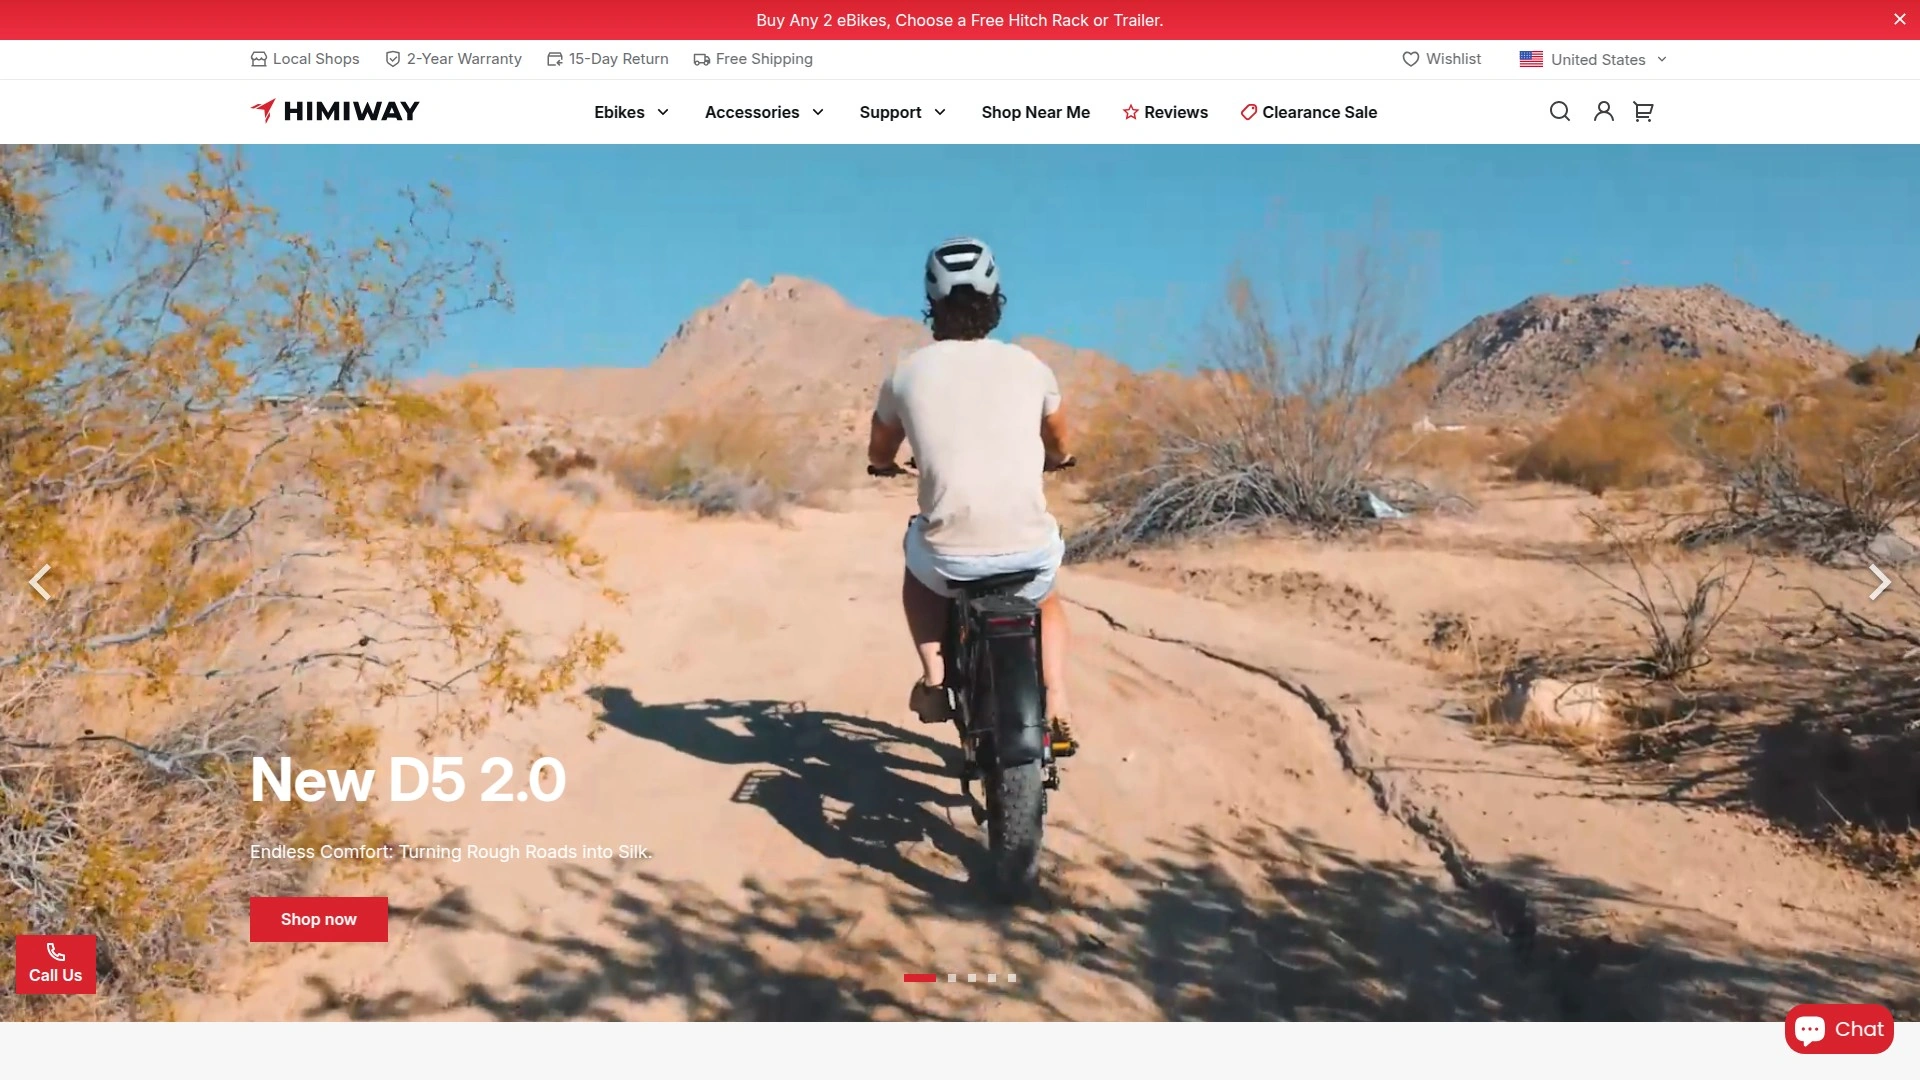 Buy Any 2 eBikes, Choose a Free Hitch Rack or Trailer.
Local Shops 2-Year Warranty 15-Day Return Free Shipping Wishlist United States
HIMIWAY Ebikes Accessories Support Shop Near Me Reviews Clearance Sale
New D5 2.0
Endless Comfort: Turning Rough Roads into Silk.
Shop now
Call Us
Chat